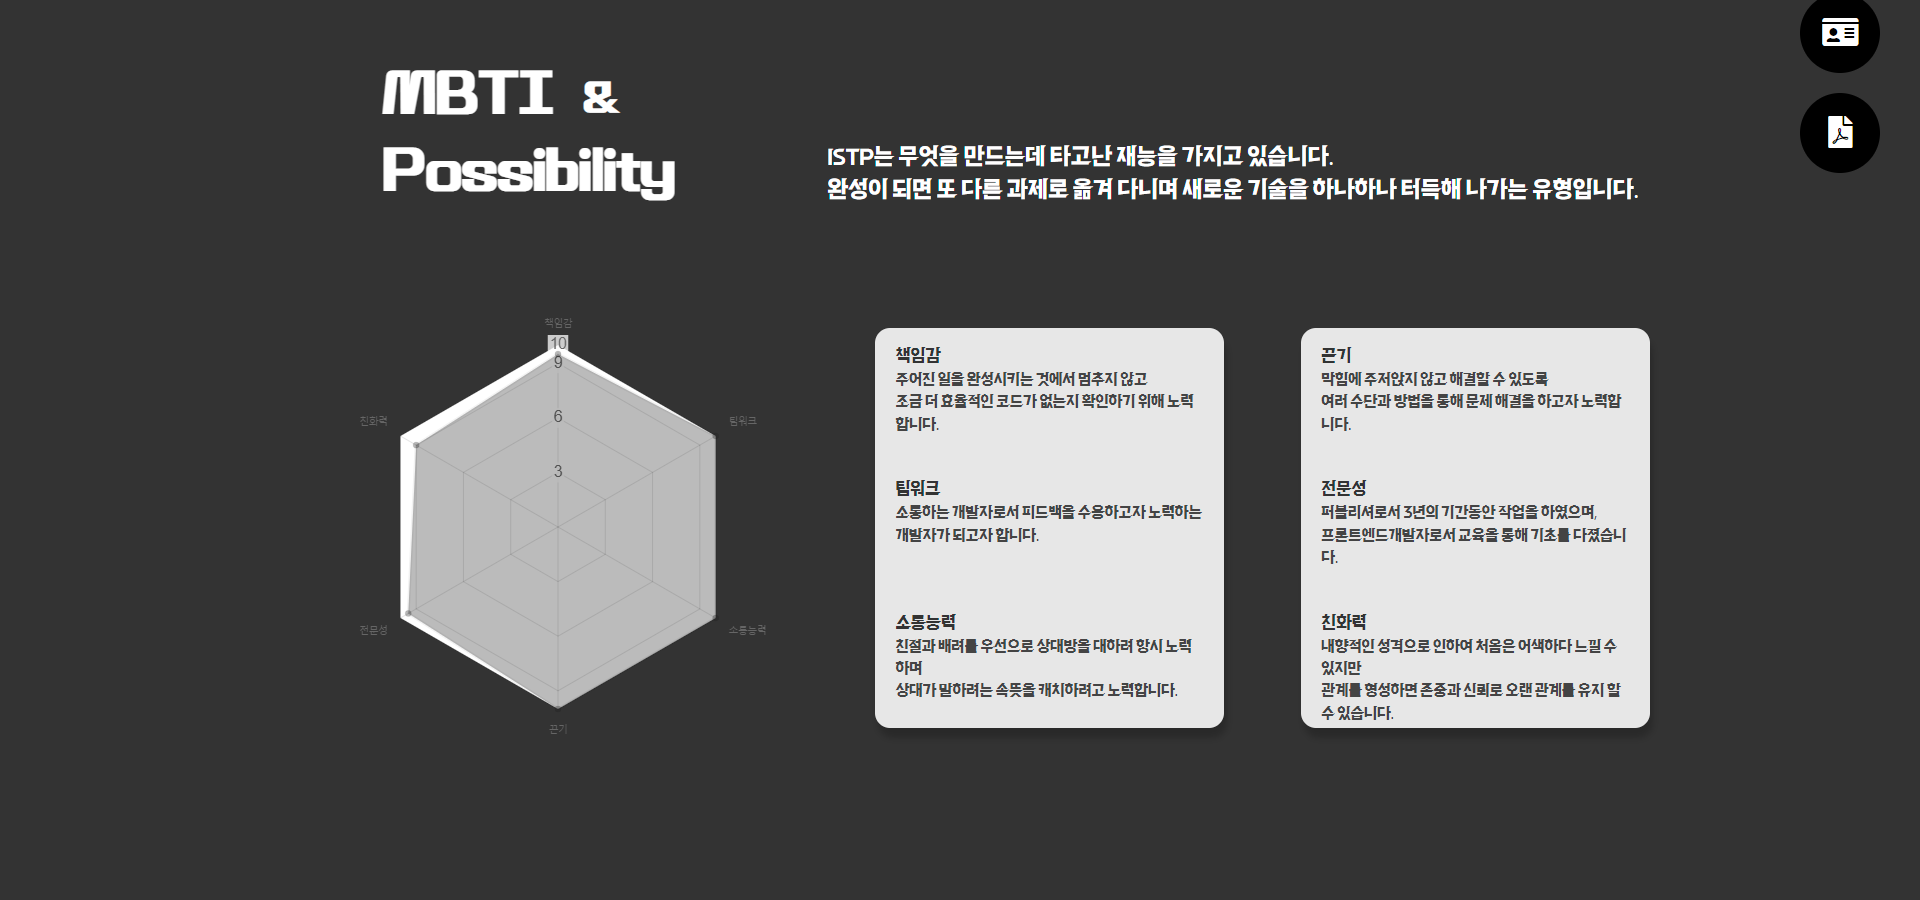 MBTI &
Possibility
ISTP는 무엇을 만드는데 타고난 재능을 가지고 있습니다.
완성이 되면 또 다른 과제로 옮겨 다니며 새로운 기술을 하나하나 터득해 나가는 유형입니다.
책임감
10
9
6
3
친화력
팀워크
전문성
소통능력
끈기
책임감
주어진 일을 완성시키는 것에서 멈추지 않고
조금 더 효율적인 코드가 없는지 확인하기 위해 노력
합니다.
팀워크
소통하는 개발자로서 피드백을 수용하고자 노력하는
개발자가 되고자 합니다.
소통능력
친절과 배려를 우선으로 상대방을 대하려 항시 노력
하며
상대가 말하려는 속뜻을 캐치하려고 노력합니다.
끈기
막힘에 주저앉지 않고 해결할 수 있도록
여러 수단과 방법을 통해 문제 해결을 하고자 노력합
니다.
전문성
퍼블리셔로서 3년의 기간동안 작업을 하였으며,
프론트엔드개발자로서 교육을 통해 기초를 다졌습니
다.
친화력
내향적인 성격으로 인하여 처음은 어색하다 느낄 수
있지만
관계를 형성하면 존중과 신뢰로 오랜 관계를 유지 할
수 있습니다.